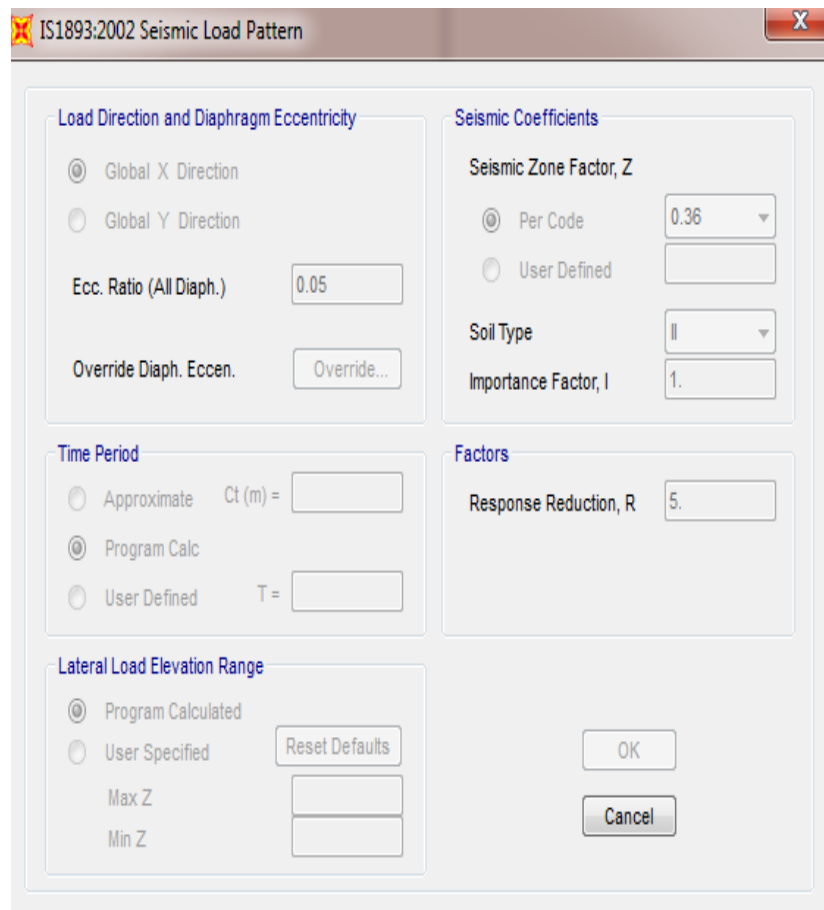 IS1893:2002 Seismic Load Pattern
X
Load Direction and Diaphragm Eccentricity
Global X Direction
Global Y Direction
Ecc. Ratio (All Diaph.) 0.05
Override Diaph. Eccen. Override...
Seismic Coefficients
Seismic Zone Factor, Z
Per Code 0.36
User Defined
Soil Type II
Importance Factor, I 1.
Time Period
Approximate Ct (m) =
Program Calc
User Defined T =
Factors
Response Reduction, R 5.
Lateral Load Elevation Range
Program Calculated
User Specified Reset Defaults
Max Z
Min Z
OK
Cancel